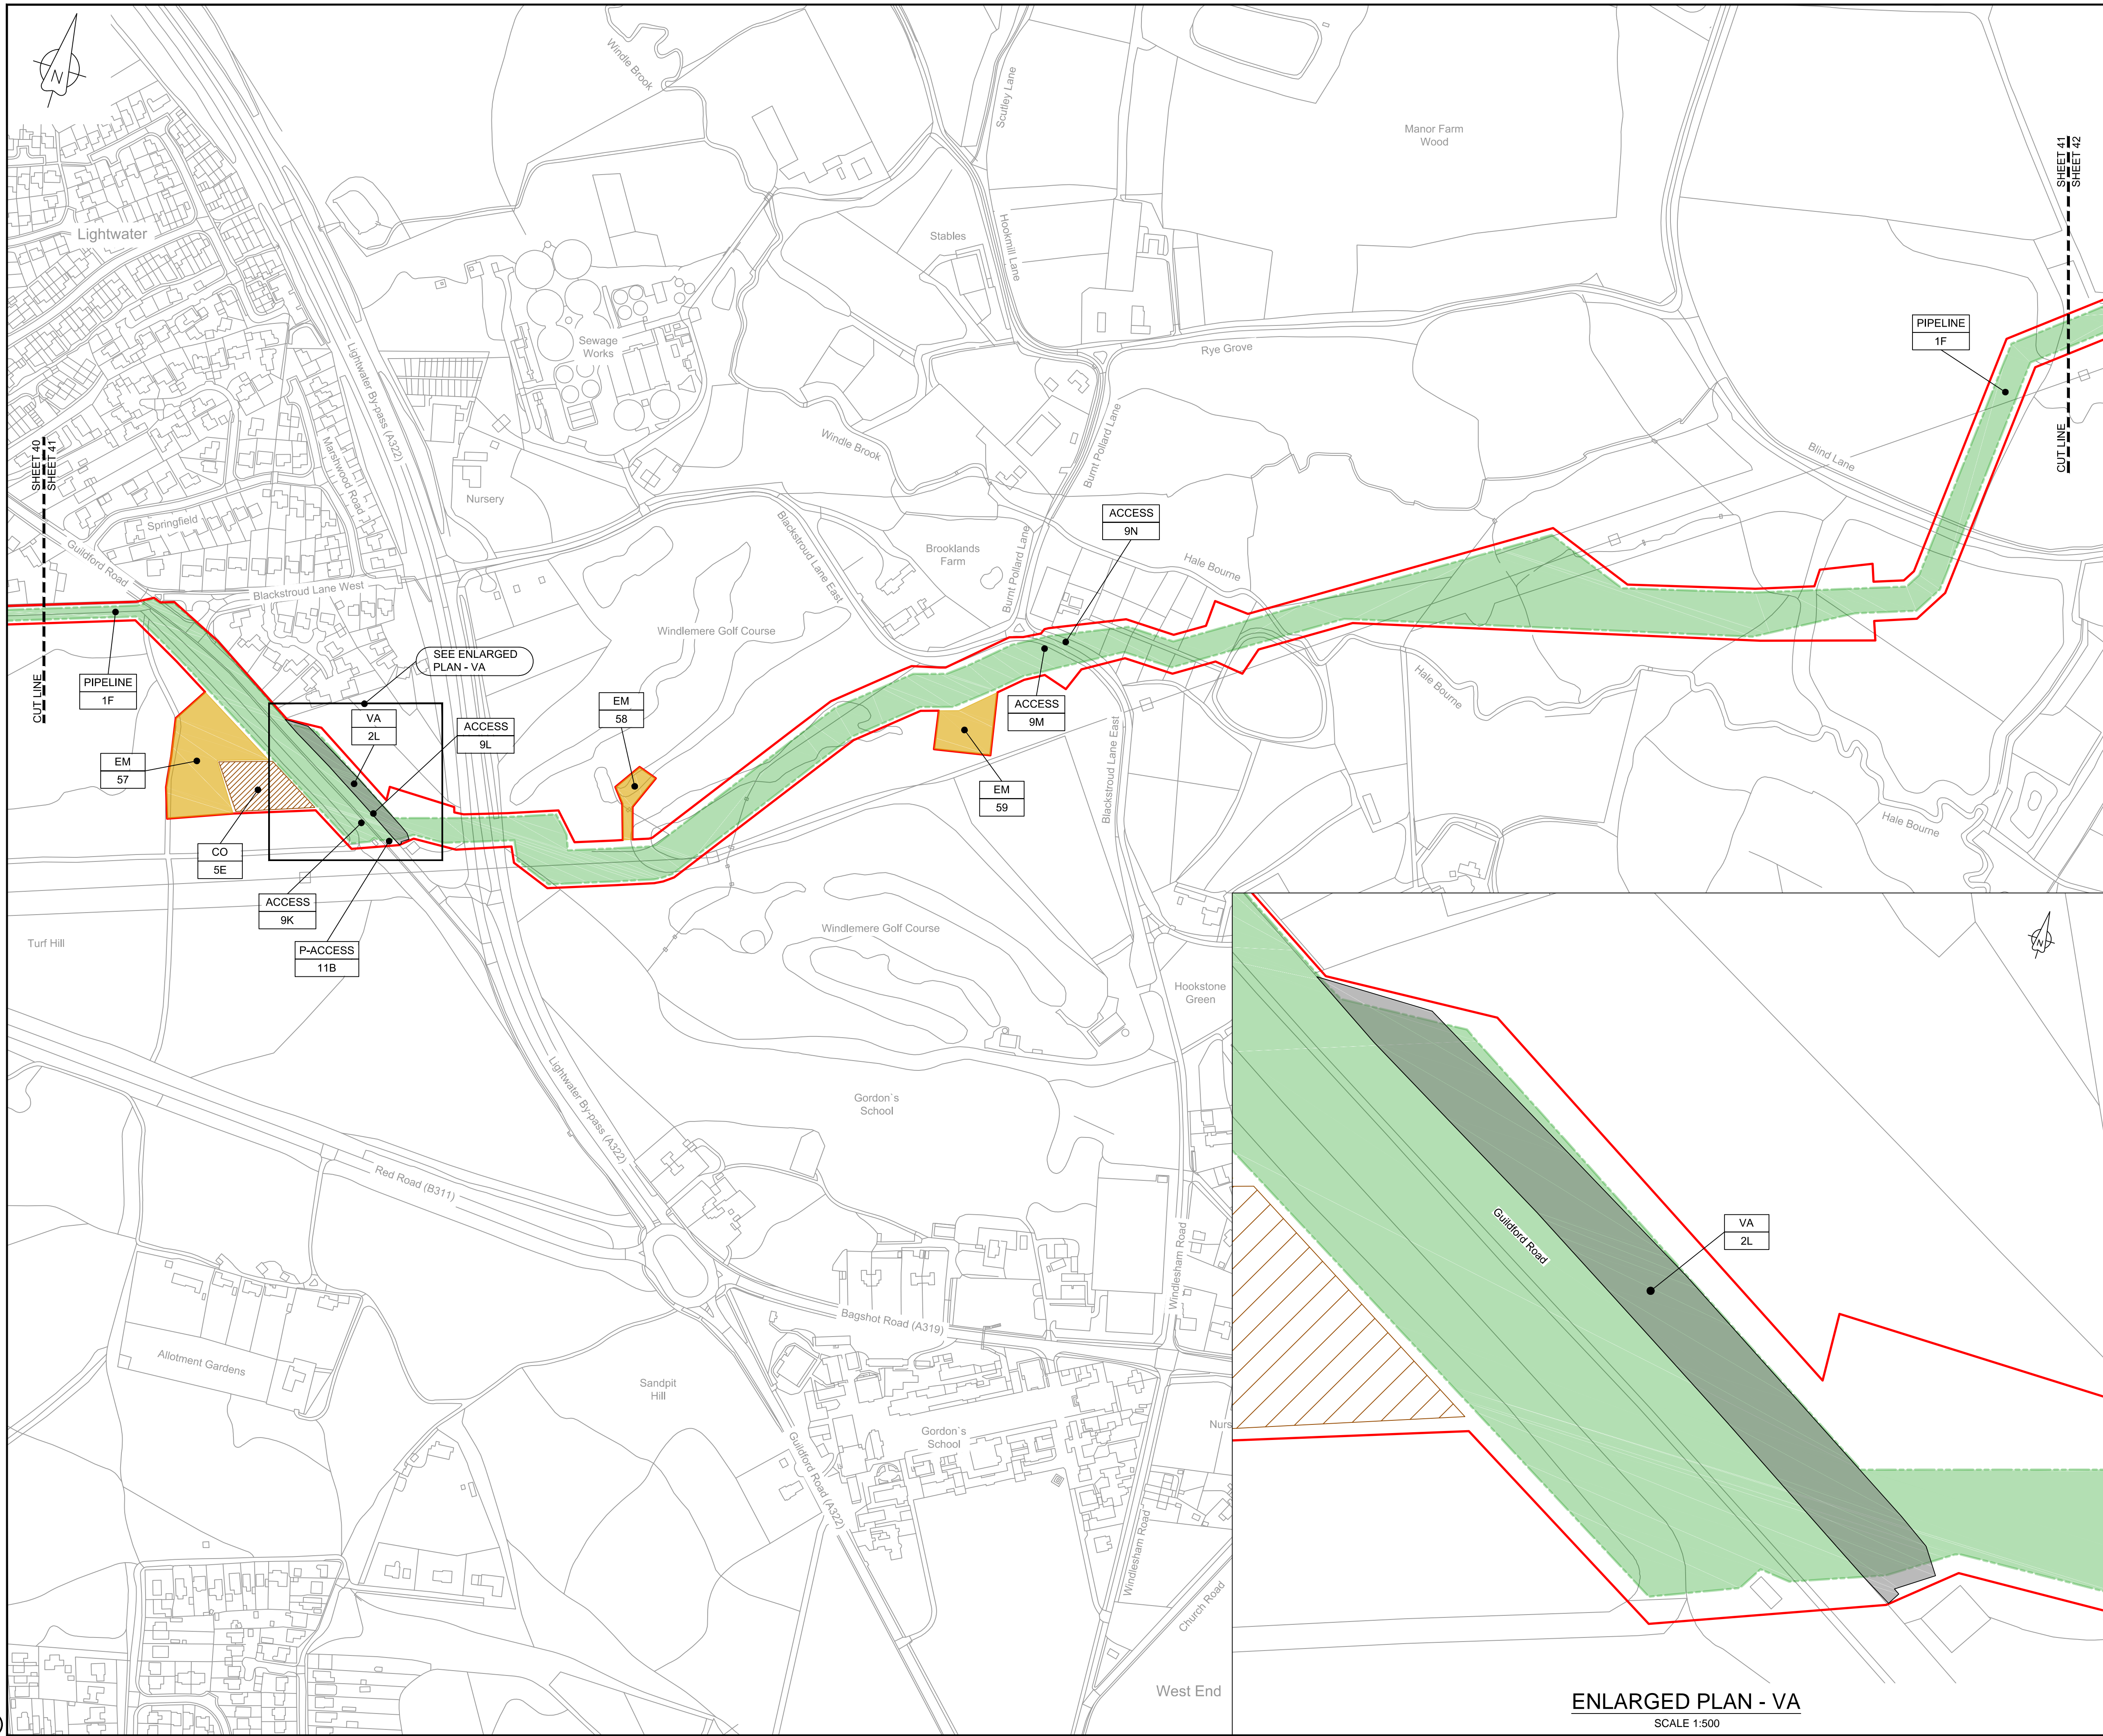 N
Windle Brook
Scutley Lane
Manor Farm
Wood
SHEET 41
SHEET 42
CUT LINE
Lightwater
Stables
Hookmill Lane
Sewage
Works
Rye Grove
PIPELINE
1F
Lightwater By-pass (A322)
Marshwood Road
Nursery
Windle Brook
Burnt Pollard Lane
Blind Lane
SHEET 40
SHEET 41
CUT LINE
Springfield
Guildford Road
Blackstroud Lane West
Blackstroud Lane East
Brooklands
Farm
Burnt Pollard Lane
ACCESS
9N
Hale Bourne
Windlemere Golf Course
SEE ENLARGED
PLAN - VA
PIPELINE
1F
VA
2L
ACCESS
9L
EM
58
ACCESS
9M
Hale Bourne
EM
57
EM
59
Blackstroud Lane East
Hale Bourne
CO
5E
ACCESS
9K
P-ACCESS
11B
Turf Hill
Windlemere Golf Course
Hookstone
Green
Lightwater By-pass (A322)
Gordon`s
School
Red Road (B311)
Windlesham Road
Bagshot Road (A319)
Allotment Gardens
Sandpit
Hill
Guildford Road (A322)
Gordon`s
School
Nurs
Windlesham Road
Church Road
West End
N
Guildford Road
VA
2L
ENLARGED PLAN - VA
SCALE 1:500